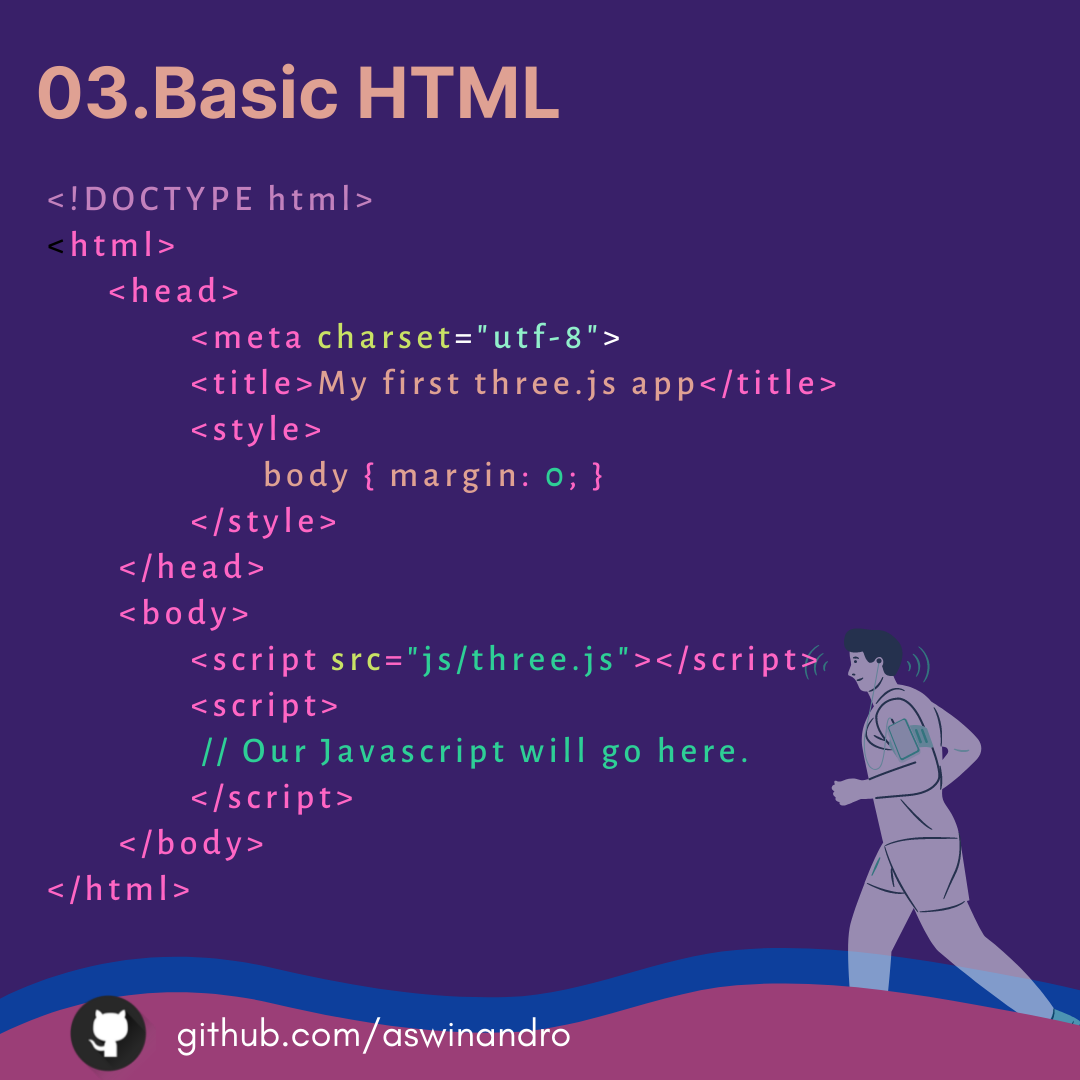 03.Basic HTML
<!DOCTYPE html>
<html>
<head>
<meta charset="utf-8">
<title>My first three.js app</title>
<style>
body { margin: 0; }
</style>
</head>
<body>
<script src="js/three.js"></script>
<script>
// Our Javascript will go here.
</script>
</body>
</html>
github.com/aswinandro